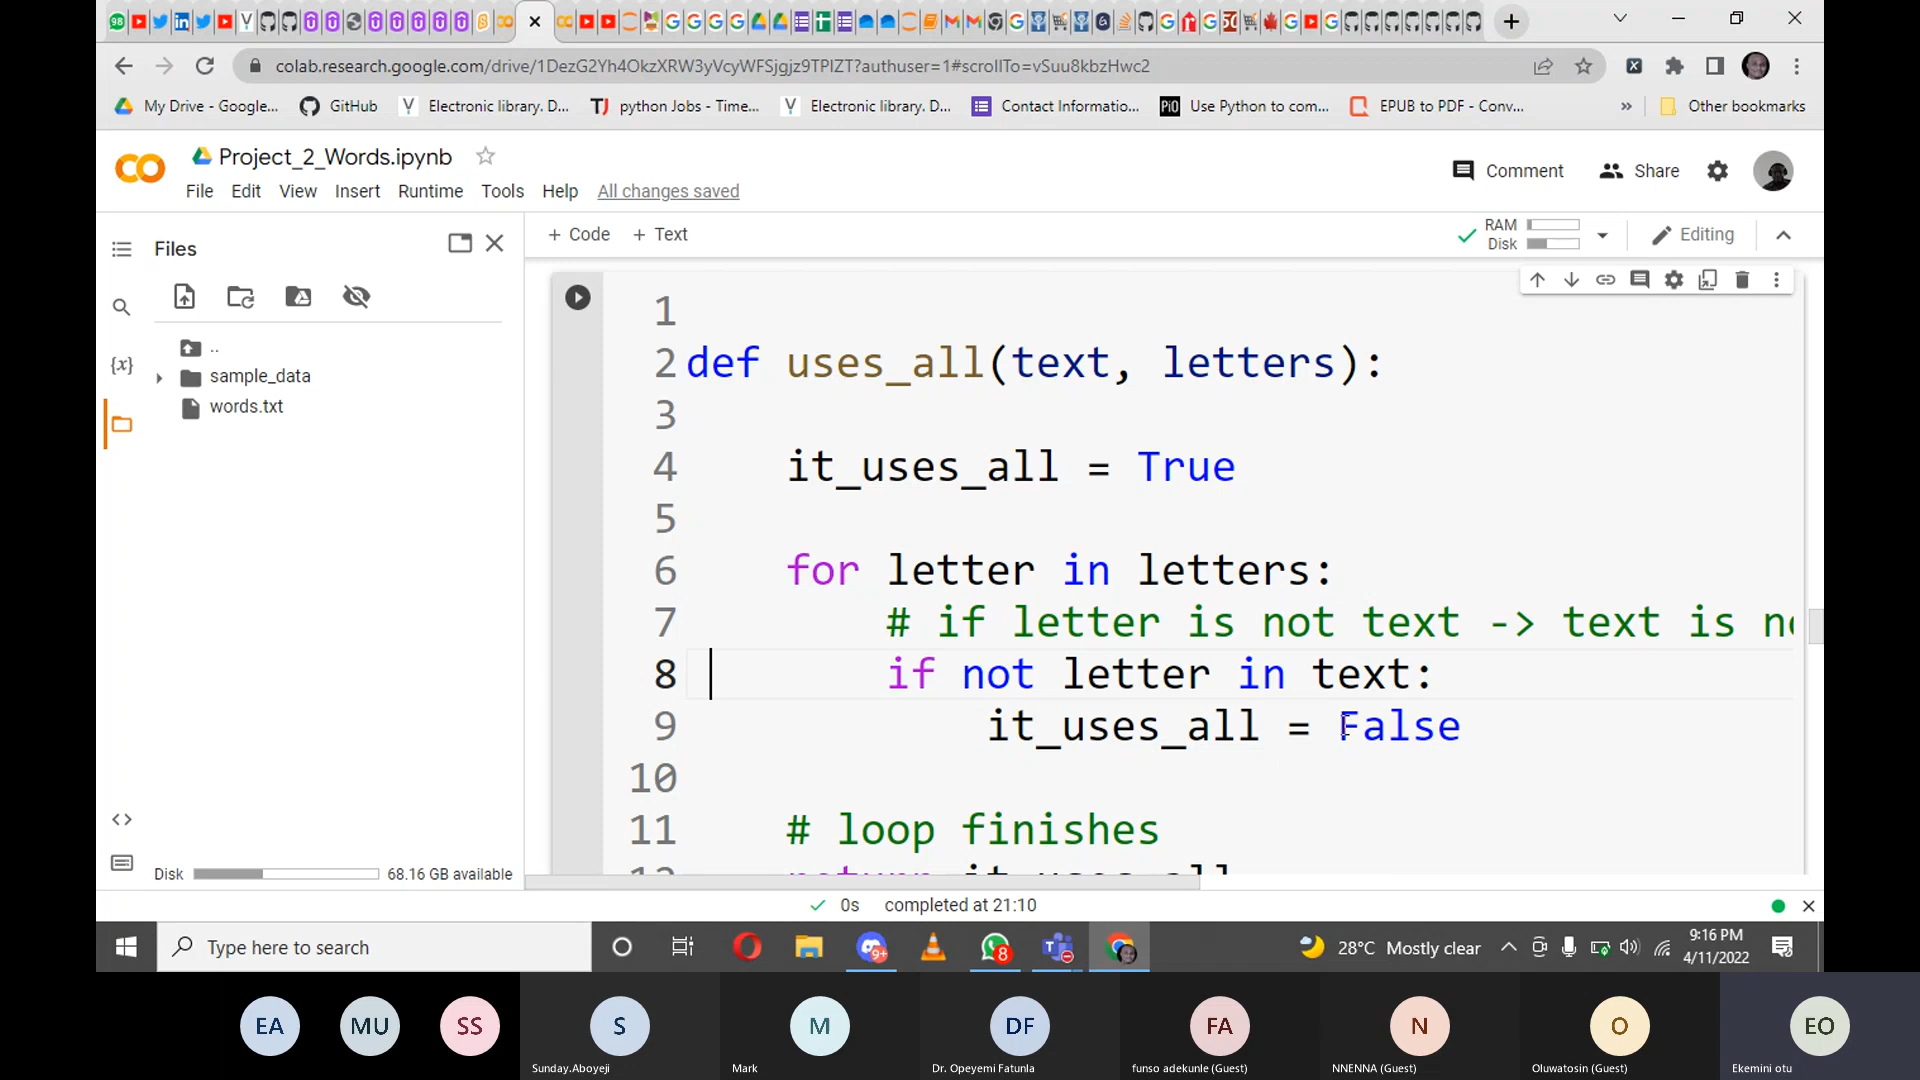 98
colab.research.google.com/drive/1DezG2Yh4OkzXRW3yVcyWFSjgjz9TPIZT?authuser=1#scrollTo=vSuu8kbzHwc2
My Drive - Google...
GitHub
Electronic library. D...
TJ python Jobs - Time...
Electronic library. D...
Contact Informatio...
PiO Use Python to com...
EPUB to PDF - Conv...
»
Other bookmarks
CO Project_2_Words.ipynb
Comment
Share
File Edit View Insert Runtime Tools Help All changes saved
Files
+ Code + Text
RAM
Disk
Editing
{x}
..
sample_data
words.txt
<>
Disk 68.16 GB available
1
2 def uses_all(text, letters):
3
4 it_uses_all = True
5
6 for letter in letters:
7 # if letter is not text -> text is
8 if not letter in text:
9 it_uses_all = False
10
11 # loop finishes
0s completed at 21:10
Type here to search
9+
8
28°C Mostly clear
9:16 PM
4/11/2022
EA
MU
SS
S
M
DF
FA
N
O
EO
Sunday.Aboyeji
Mark
Dr. Opeyemi Fatunla
funso adekunle (Guest)
NNENNA (Guest)
Oluwatosin (Guest)
Ekemini otu